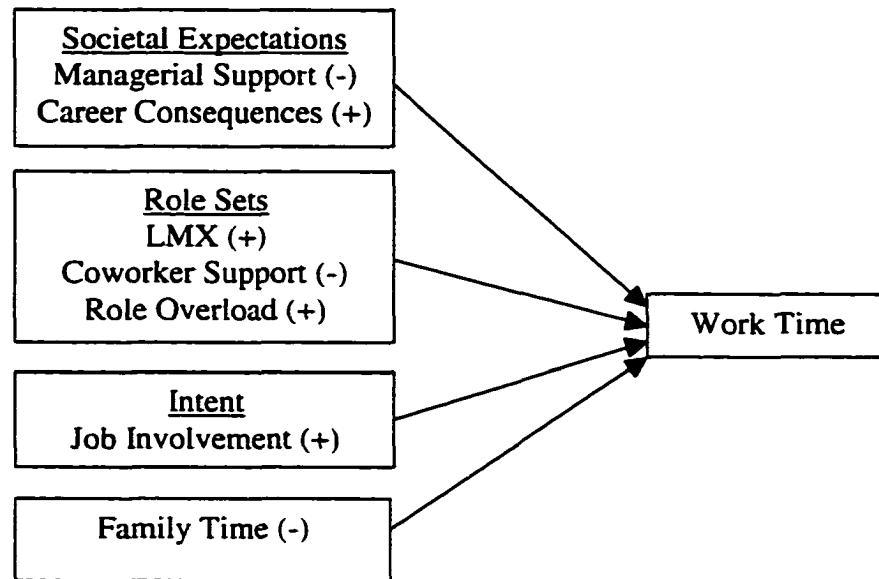 Societal Expectations
Managerial Support (-)
Career Consequences (+)
Role Sets
LMX (+)
Coworker Support (-)
Role Overload (+)
Work Time
Intent
Job Involvement (+)
Family Time (-)